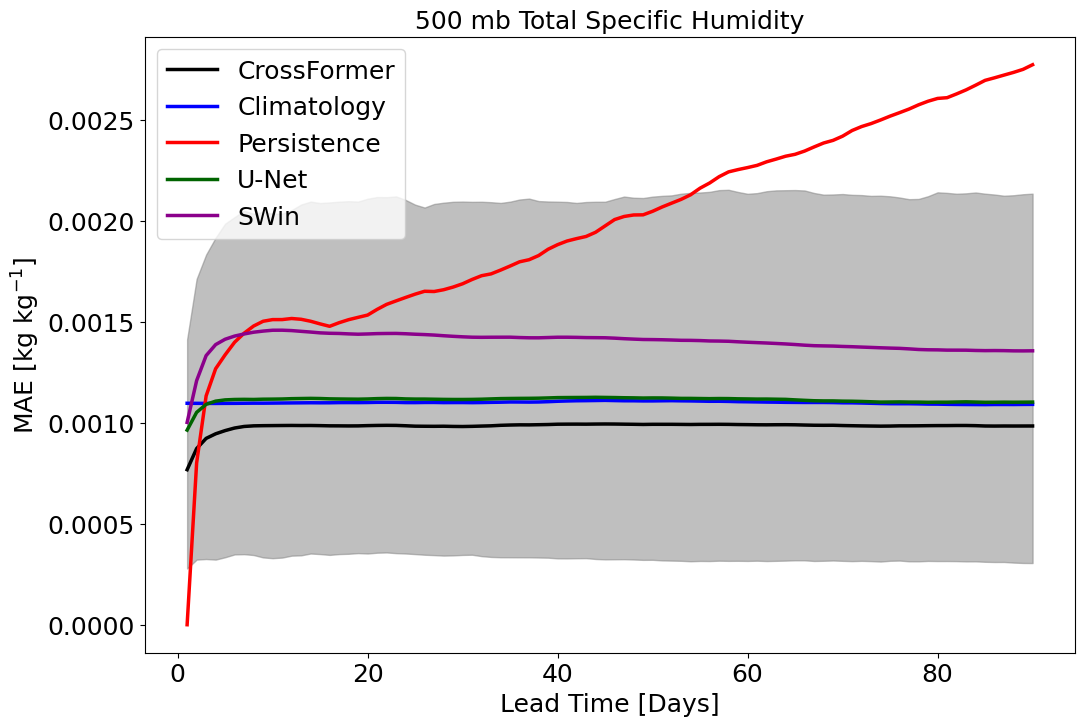 500 mb Total Specific Humidity
CrossFormer
Climatology
Persistence
U-Net
SWin
MAE [kg kg⁻¹]
0.0025
0.0020
0.0015
0.0010
0.0005
0.0000
0 20 40 60 80
Lead Time [Days]